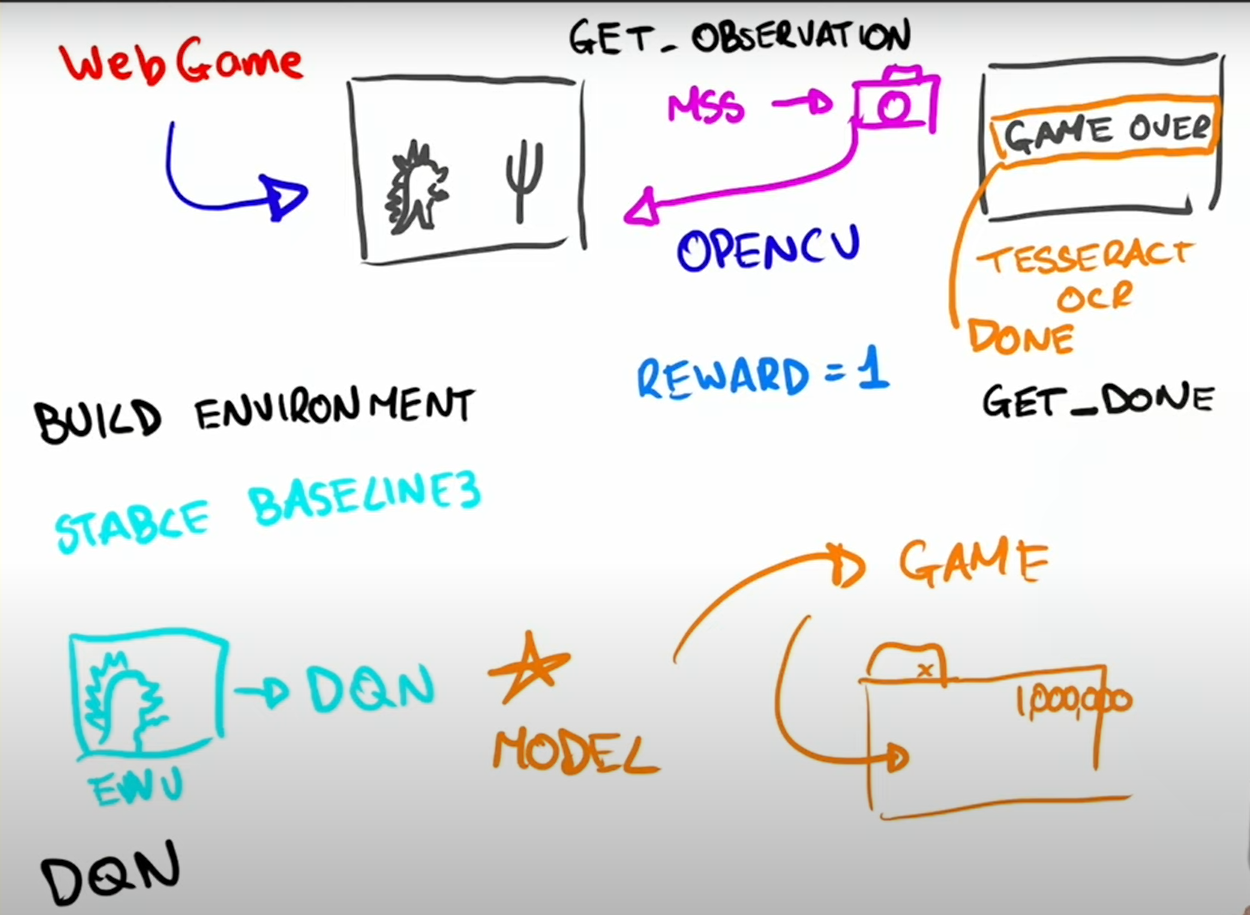 WebGame
GET_OBSERVATION
MSS
OPENCV
GAME OVER
TESSERACT
OCR
DONE
GET_DONE
REWARD = 1
BUILD ENVIRONMENT
STABLE BASELINE3
ENV
DQN
MODEL
GAME
x
1,000,000
DQN